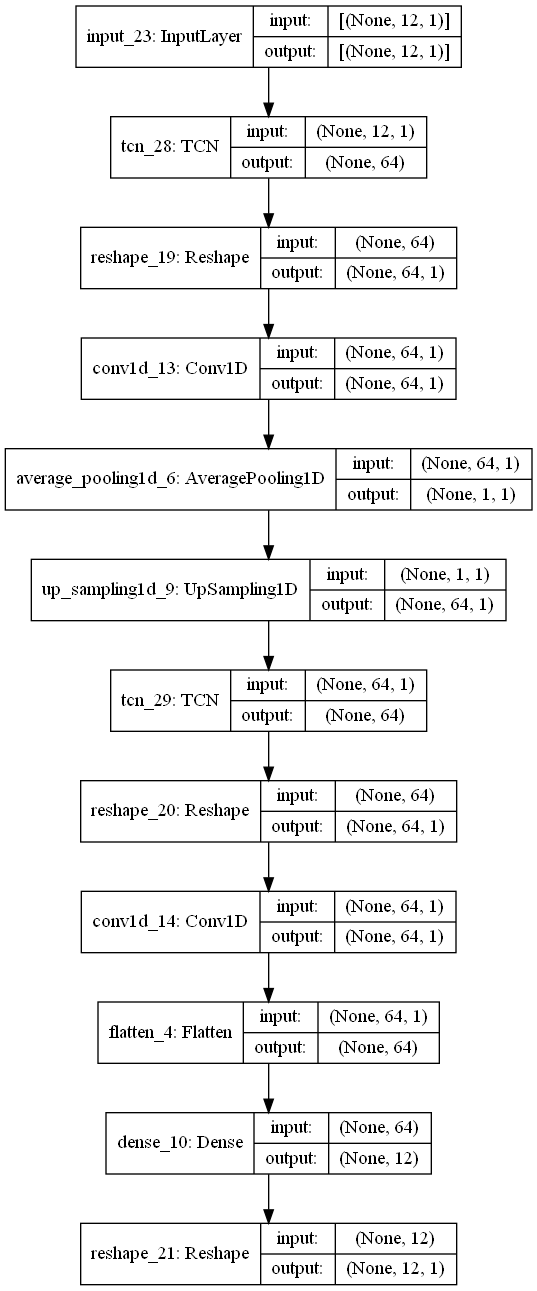 input_23: InputLayer input: [(None, 12, 1)]
output: [(None, 12, 1)]
tcn_28: TCN input: (None, 12, 1)
output: (None, 64)
reshape_19: Reshape input: (None, 64)
output: (None, 64, 1)
conv1d_13: Conv1D input: (None, 64, 1)
output: (None, 64, 1)
average_pooling1d_6: AveragePooling1D input: (None, 64, 1)
output: (None, 1, 1)
up_sampling1d_9: UpSampling1D input: (None, 1, 1)
output: (None, 64, 1)
tcn_29: TCN input: (None, 64, 1)
output: (None, 64)
reshape_20: Reshape input: (None, 64)
output: (None, 64, 1)
conv1d_14: Conv1D input: (None, 64, 1)
output: (None, 64, 1)
flatten_4: Flatten input: (None, 64, 1)
output: (None, 64)
dense_10: Dense input: (None, 64)
output: (None, 12)
reshape_21: Reshape input: (None, 12)
output: (None, 12, 1)